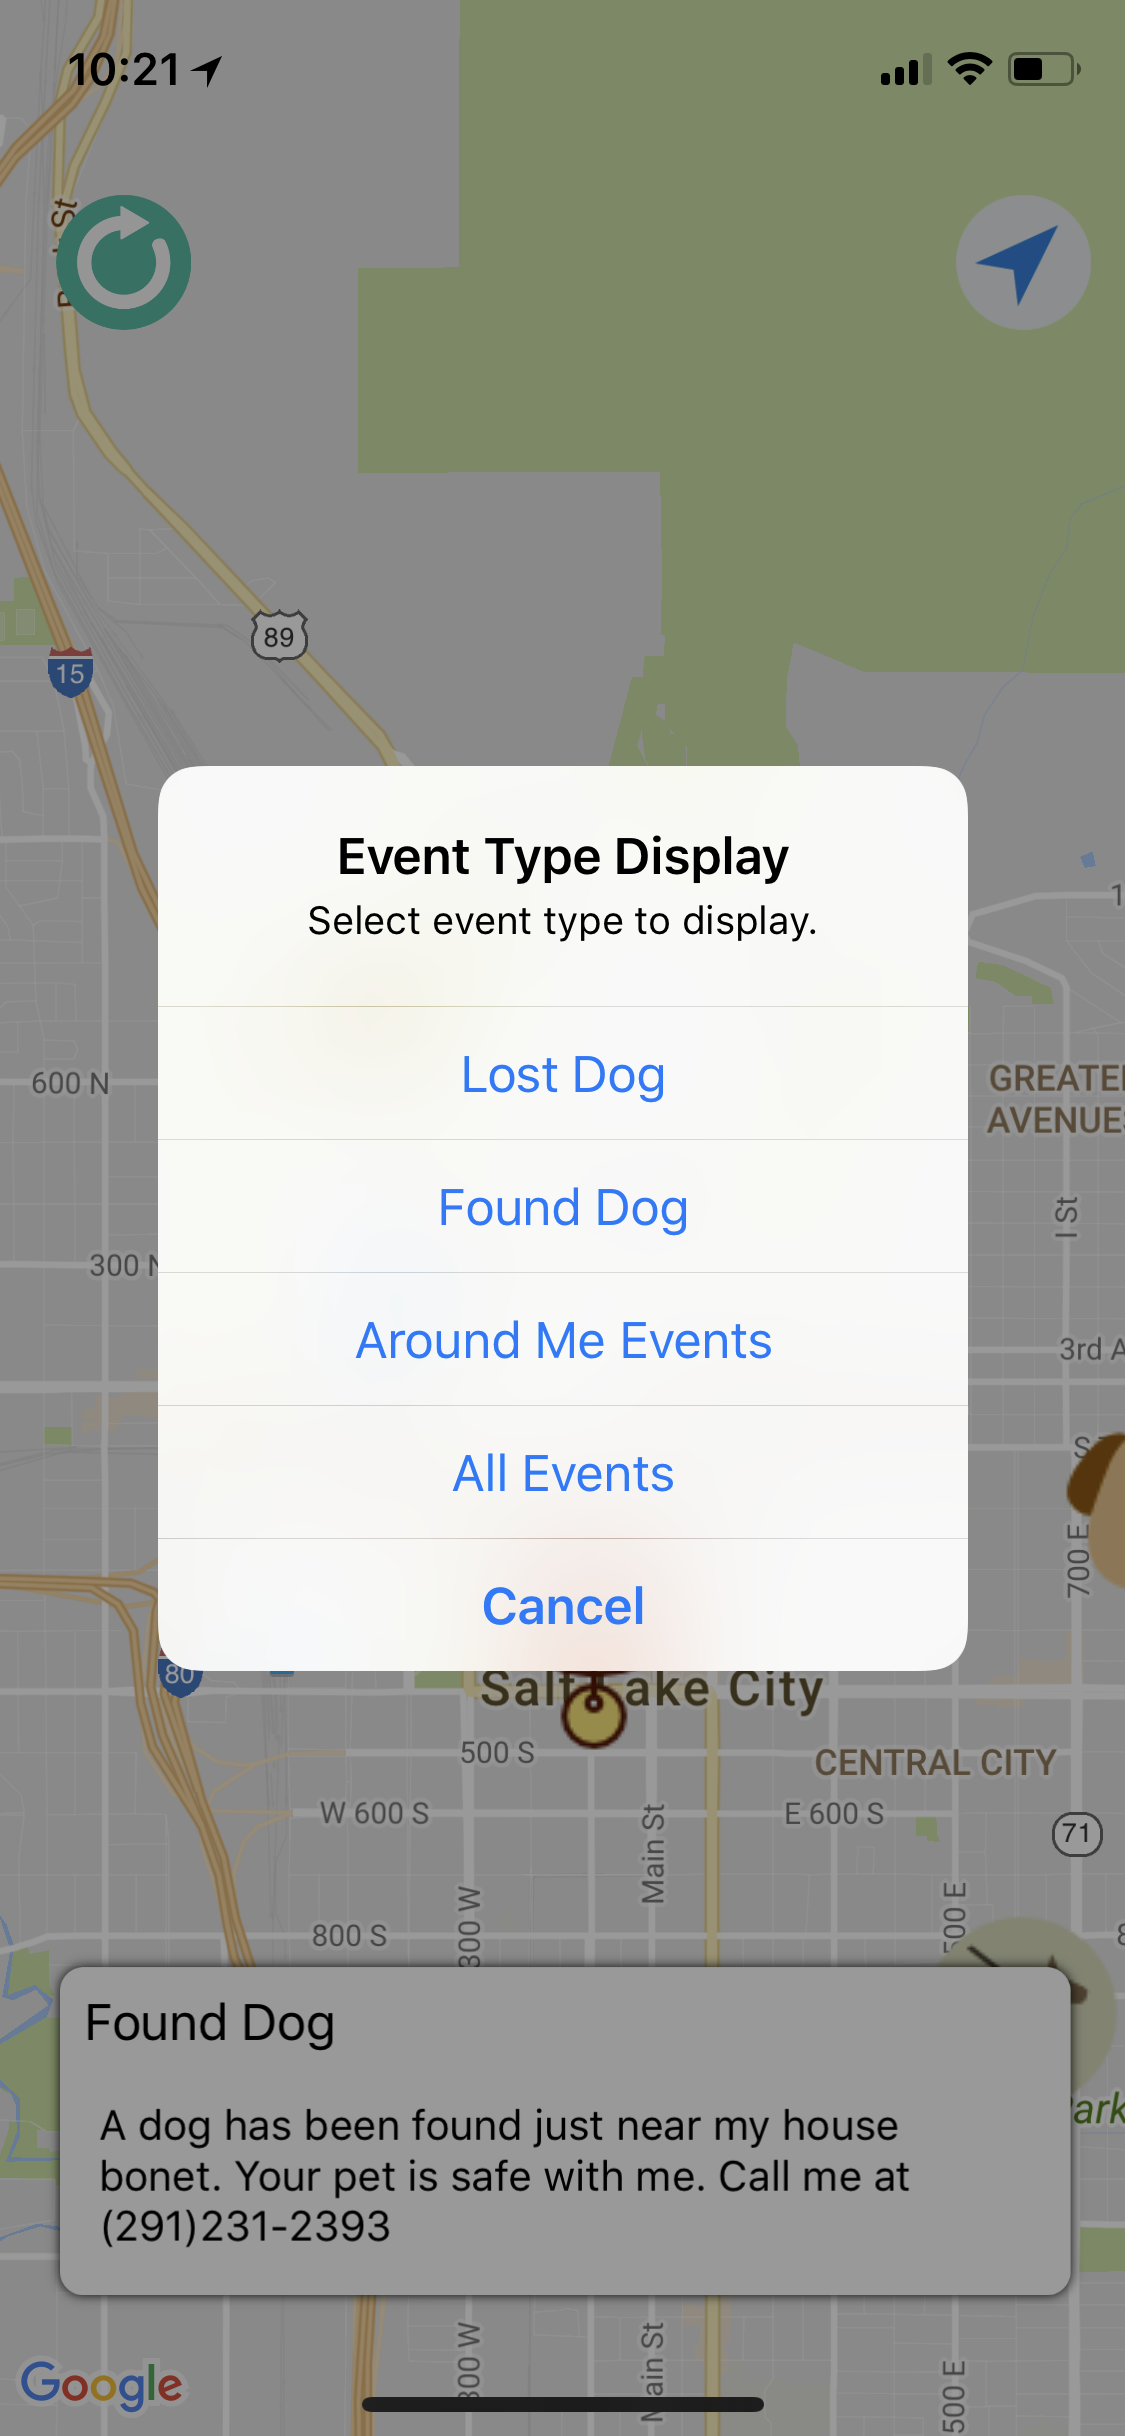 10:21
89
15
Event Type Display
Select event type to display.
Lost Dog
Found Dog
Around Me Events
All Events
Cancel
600 N
300 N
GREATER
AVENUES
I St
3rd A
700 E
80
Salt Lake City
500 S
CENTRAL CITY
W 600 S
E 600 S
Main St
71
300 W
800 S
500 E
Found Dog
A dog has been found just near my house
bonet. Your pet is safe with me. Call me at
(291)231-2393
Park
Google
300 W
Main St
500 E